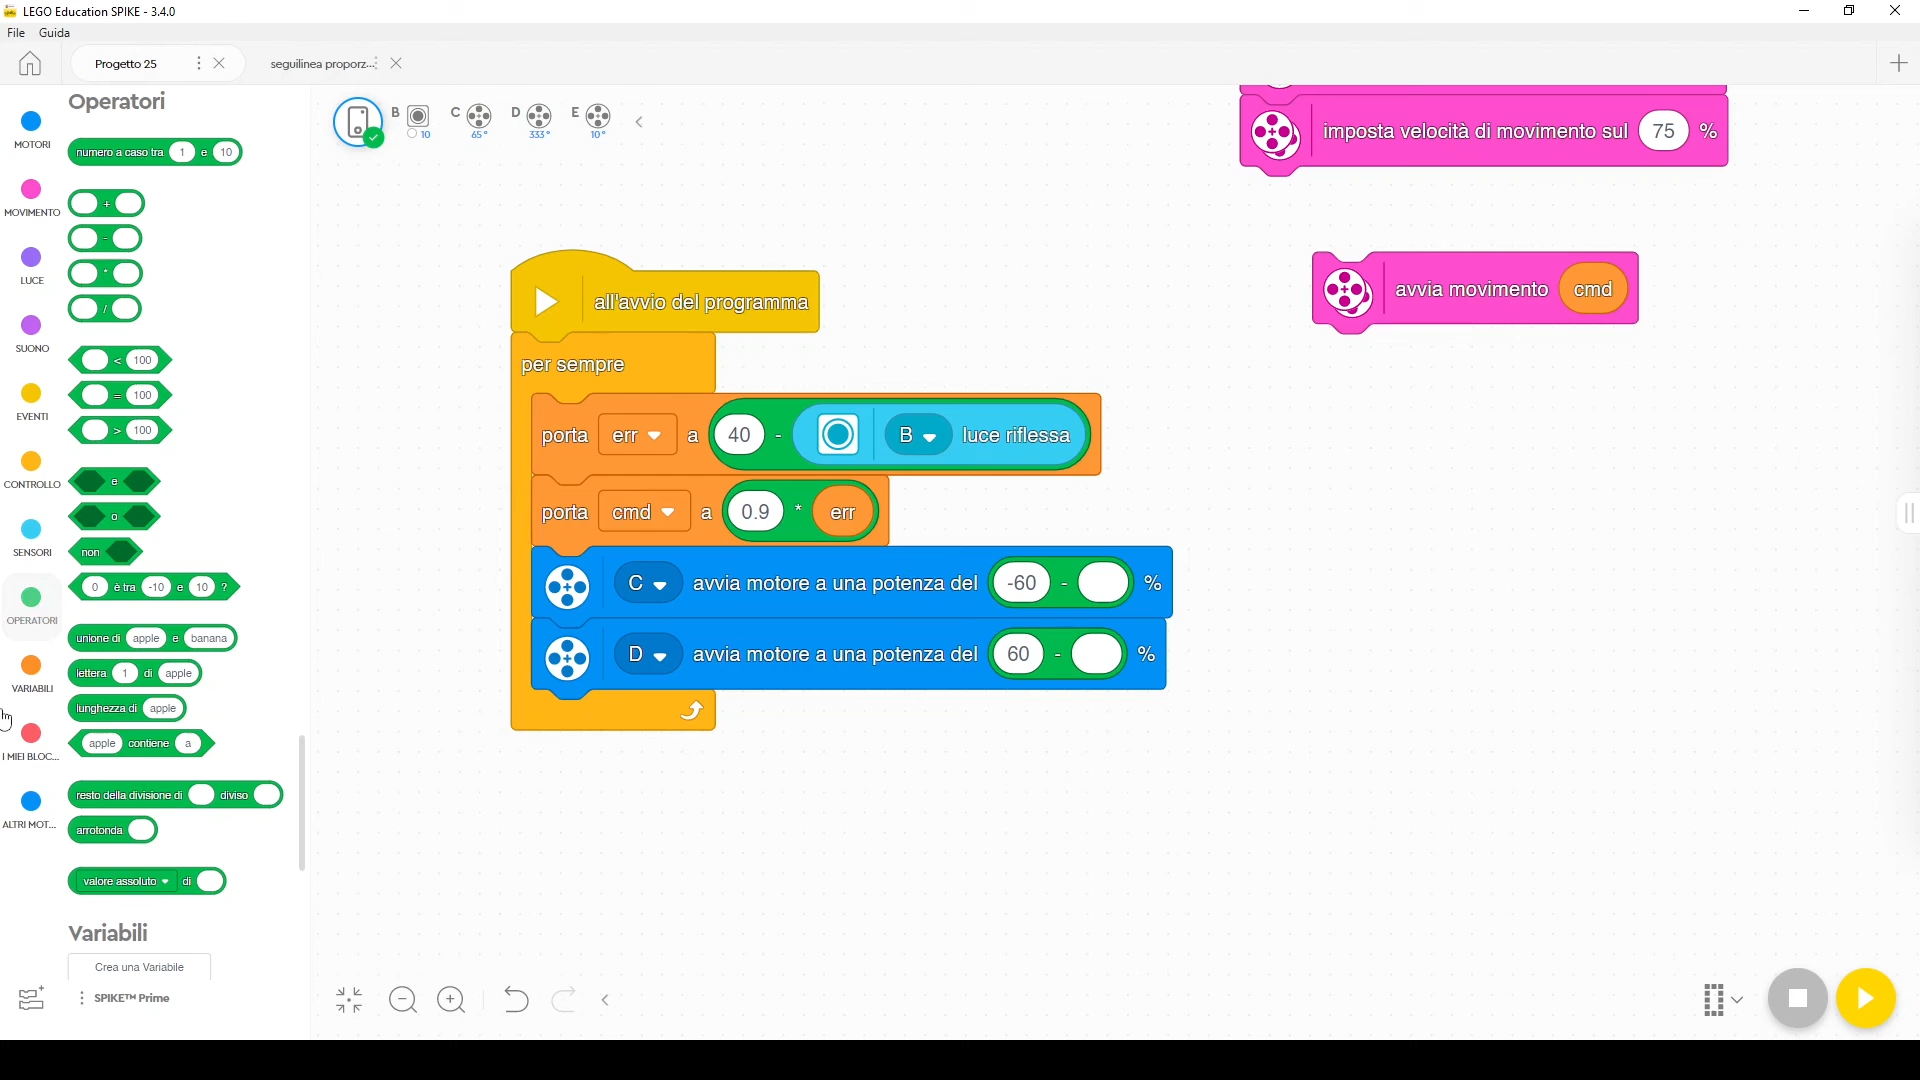 LEGO Education SPIKE - 3.4.0
File Guida
Progetto 25
seguilinea proporz...
MOTORI
MOVIMENTO
LUCE
SUONO
EVENTI
CONTROLLO
SENSORI
OPERATORI
VARIABILI
I MIEI BLOC...
ALTRI MOT...
Operatori
numero a caso tra 1 e 10
+
-
*
/
< 100
= 100
> 100
e
o
non
0 è tra -10 e 10 ?
unione di apple e banana
lettera 1 di apple
lunghezza di apple
apple contiene a
resto della divisione di diviso
arrotonda
valore assoluto di
Variabili
Crea una Variabile
SPIKE™ Prime
B 10
C 65°
D 333°
E 10°
imposta velocità di movimento sul 75 %
avvia movimento cmd
all'avvio del programma
per sempre
porta err a 40 - B luce riflessa
porta cmd a 0.9 * err
C avvia motore a una potenza del -60 - %
D avvia motore a una potenza del 60 - %